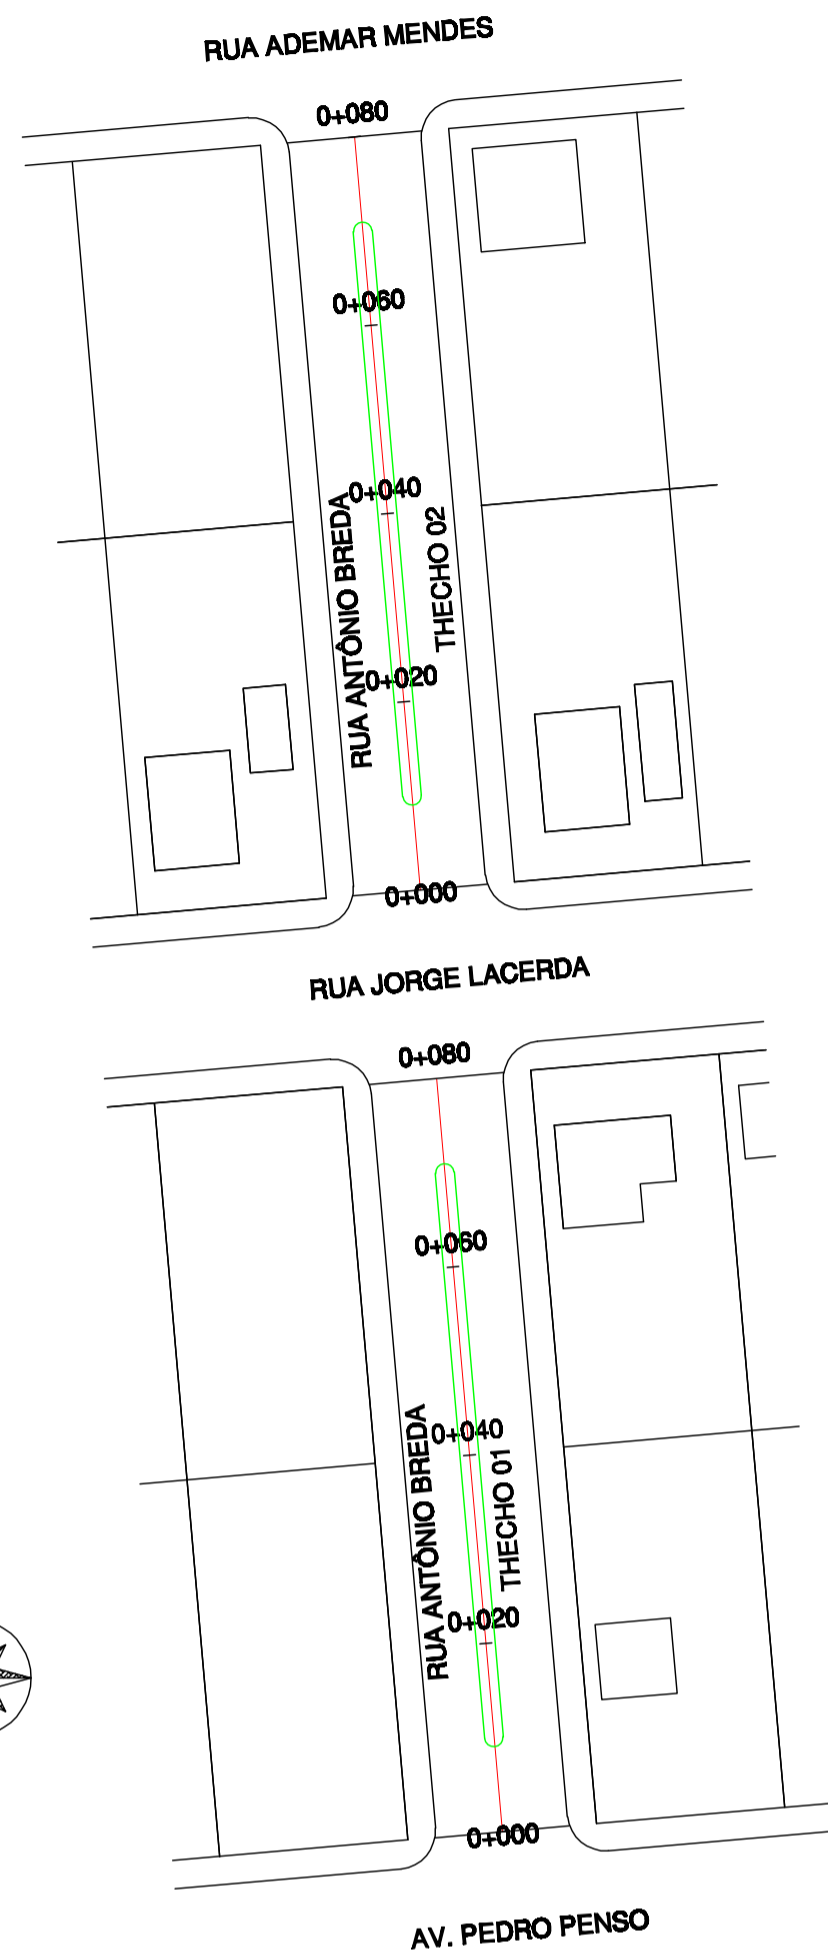 RUA ADEMAR MENDES
0+080
0+060
0+040
RUA ANTÔNIO BREDA
THECHO 02
0+020
0+000
RUA JORGE LACERDA
0+080
0+060
0+040
RUA ANTÔNIO BREDA
THECHO 01
0+020
0+000
AV. PEDRO PENSO